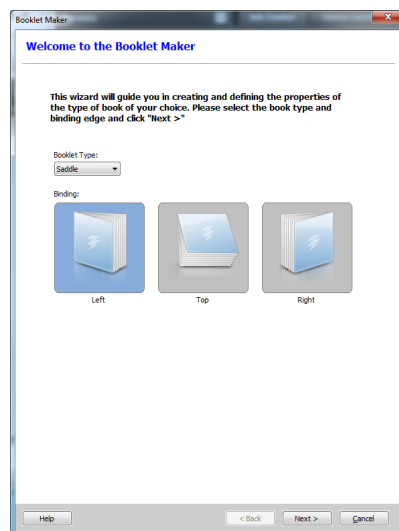 Booklet Maker
Welcome to the Booklet Maker
This wizard will guide you in creating and defining the properties of
the type of book of your choice. Please select the book type and
binding edge and click "Next >"
Booklet Type:
Saddle
Binding:
Left Top Right
Help < Back Next > Cancel